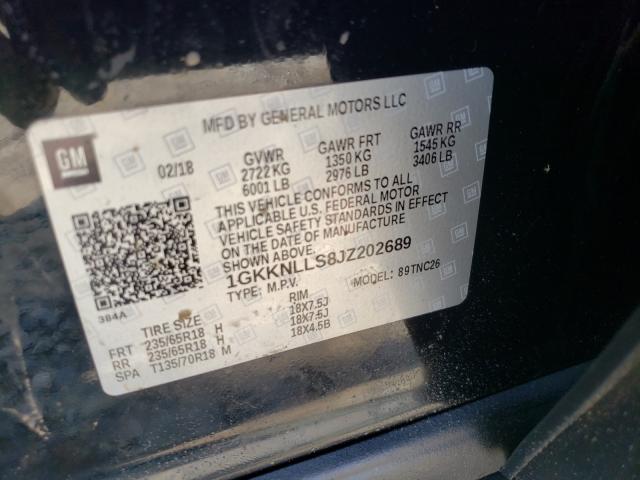 MFD BY GENERAL MOTORS LLC
GM
02/18 GVWR GAWR FRT GAWR RR
2722 KG 1350 KG 1545 KG
6001 LB 2976 LB 3406 LB
THIS VEHICLE CONFORMS TO ALL
APPLICABLE U.S. FEDERAL MOTOR
VEHICLE SAFETY STANDARDS IN EFFECT
ON THE DATE OF MANUFACTURE
SHOWN ABOVE.
1GKKNLLS8JZ202689
TYPE: M.P.V. MODEL: 89TNC26
384A
TIRE SIZE RIM
FRT 235/65R18 H 18X7.5J
RR 235/65R18 H 18X7.5J
SPA T135/70R18 M 18X4.5B